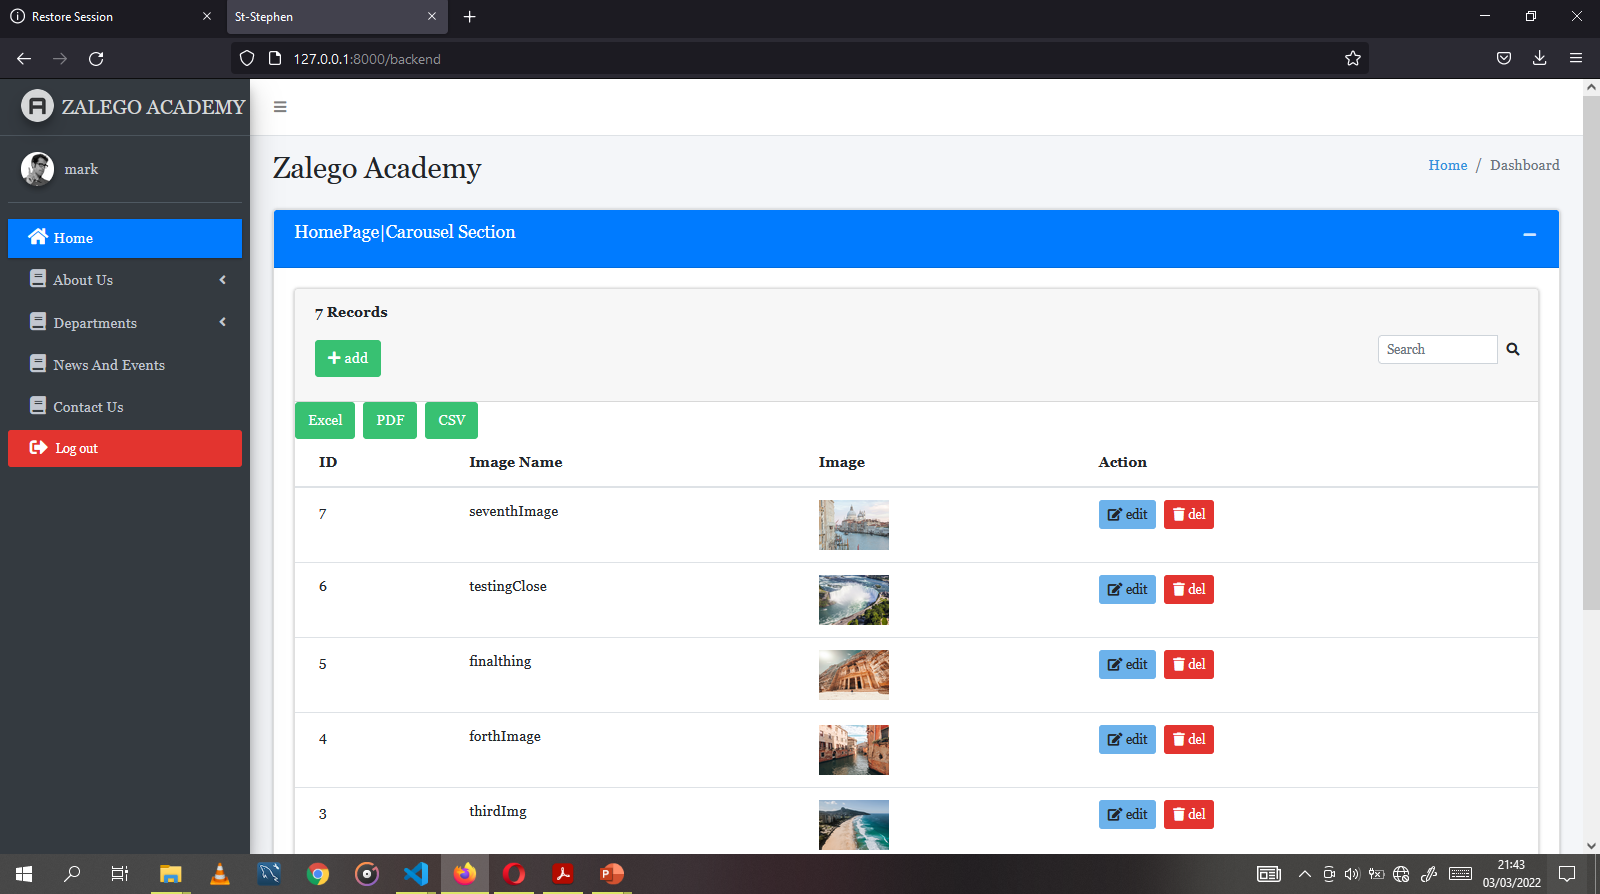 Restore Session
St-Stephen
127.0.0.1:8000/backend
ZALEGO ACADEMY
mark
Home
About Us
Departments
News And Events
Contact Us
Log out
Zalego Academy
Home / Dashboard
HomePage|Carousel Section
7 Records
add
Search
Excel PDF CSV
ID Image Name Image Action
7 seventhImage edit del
6 testingClose edit del
5 finalthing edit del
4 forthImage edit del
3 thirdImg edit del
21:43
03/03/2022